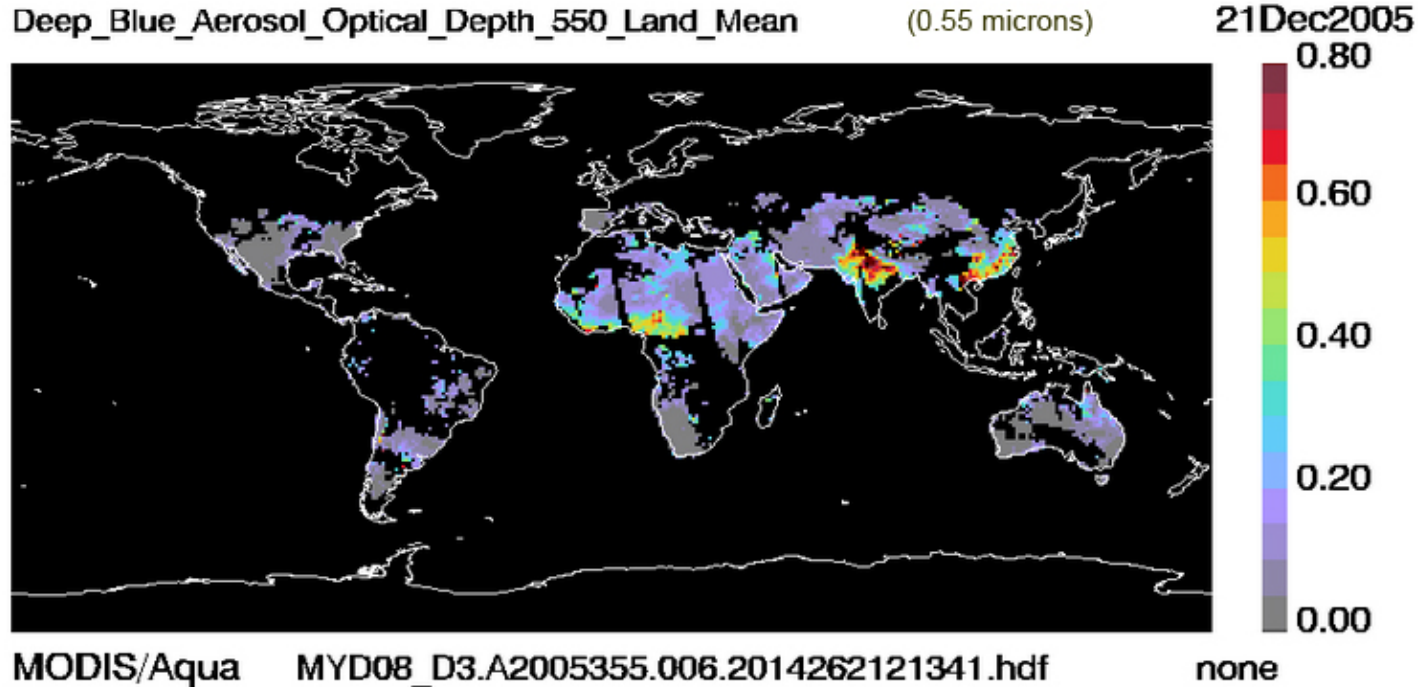 Deep_Blue_Aerosol_Optical_Depth_550_Land_Mean (0.55 microns) 21Dec2005
0.80
0.60
0.40
0.20
0.00
MODIS/Aqua MYD08_D3.A2005355.006.2014262121341.hdf none